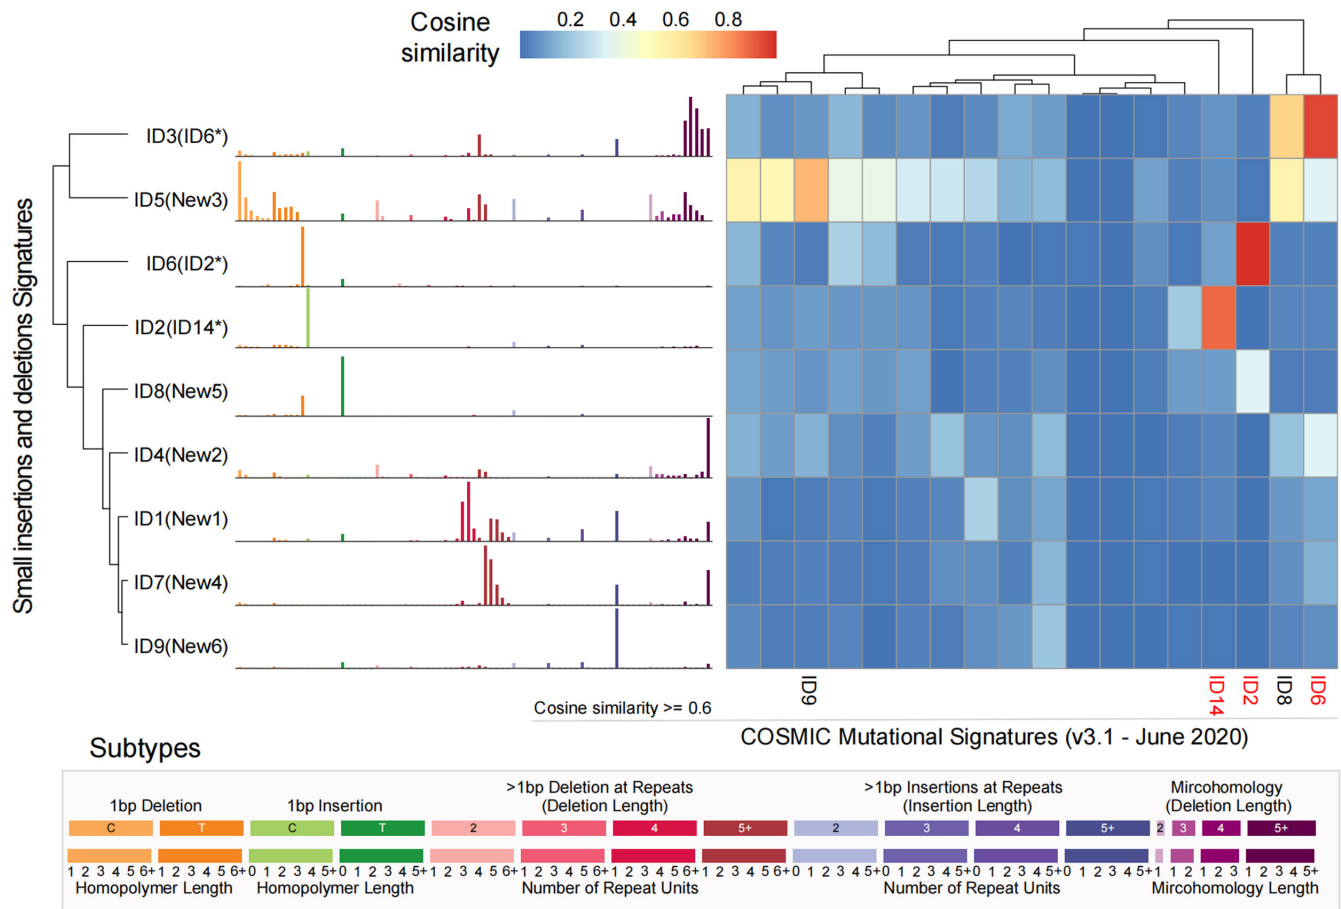 Cosine
similarity
0.2 0.4 0.6 0.8
Small insertions and deletions Signatures
ID3(ID6*)
ID5(New3)
ID6(ID2*)
ID2(ID14*)
ID8(New5)
ID4(New2)
ID1(New1)
ID7(New4)
ID9(New6)
Cosine similarity >= 0.6
ID9 ID14 ID2 ID8 ID6
COSMIC Mutational Signatures (v3.1 - June 2020)
Subtypes
1bp Deletion 1bp Insertion >1bp Deletion at Repeats >1bp Insertions at Repeats Mircohomology
(Deletion Length) (Insertion Length) (Deletion Length)
C T C T 2 3 4 5+ 2 3 4 5+ 2 3 4 5+
1 2 3 4 5 6+ 1 2 3 4 5 6+ 0 1 2 3 4 5+ 0 1 2 3 4 5+ 1 2 3 4 5 6+ 1 2 3 4 5 6+ 1 2 3 4 5 6+ 1 2 3 4 5 6+ 0 1 2 3 4 5+ 0 1 2 3 4 5+ 0 1 2 3 4 5+ 0 1 2 3 4 5+ 1 1 2 1 2 3 1 2 3 4 5+
Homopolymer Length Homopolymer Length Number of Repeat Units Number of Repeat Units Mircohomology Length